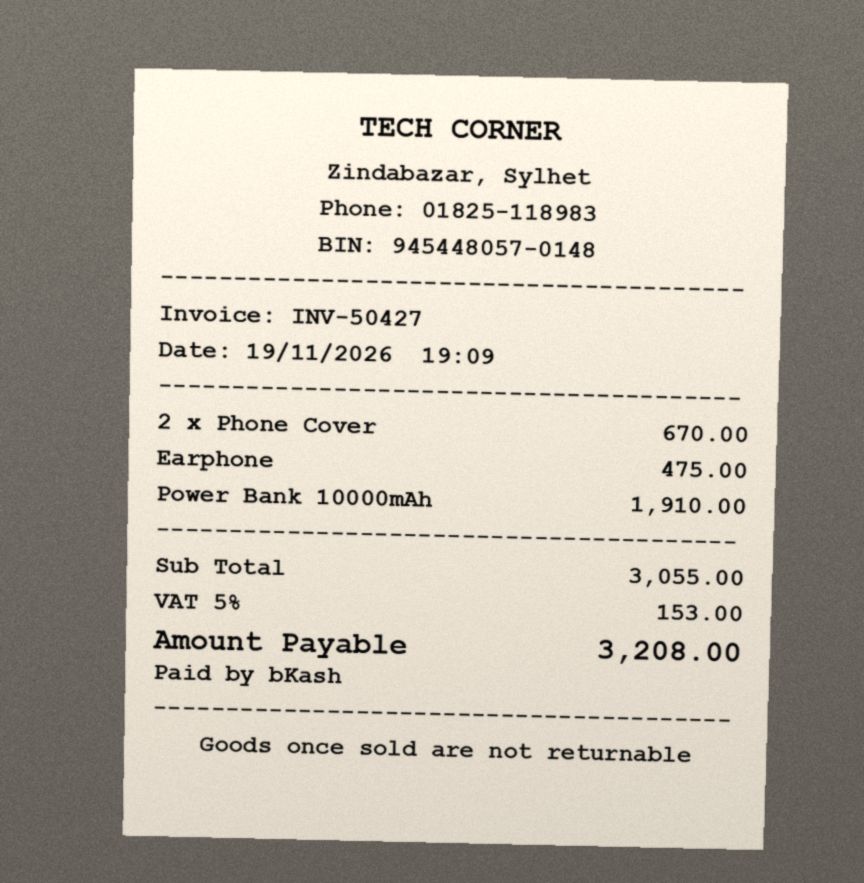 TECH CORNER
Zindabazar, Sylhet
Phone: 01825-118983
BIN: 945448057-0148
----------------------------------------
Invoice: INV-50427
Date: 19/11/2026  19:09
----------------------------------------
2 x Phone Cover 670.00
Earphone 475.00
Power Bank 10000mAh 1,910.00
----------------------------------------
Sub Total 3,055.00
VAT 5% 153.00
Amount Payable 3,208.00
Paid by bKash
----------------------------------------
Goods once sold are not returnable